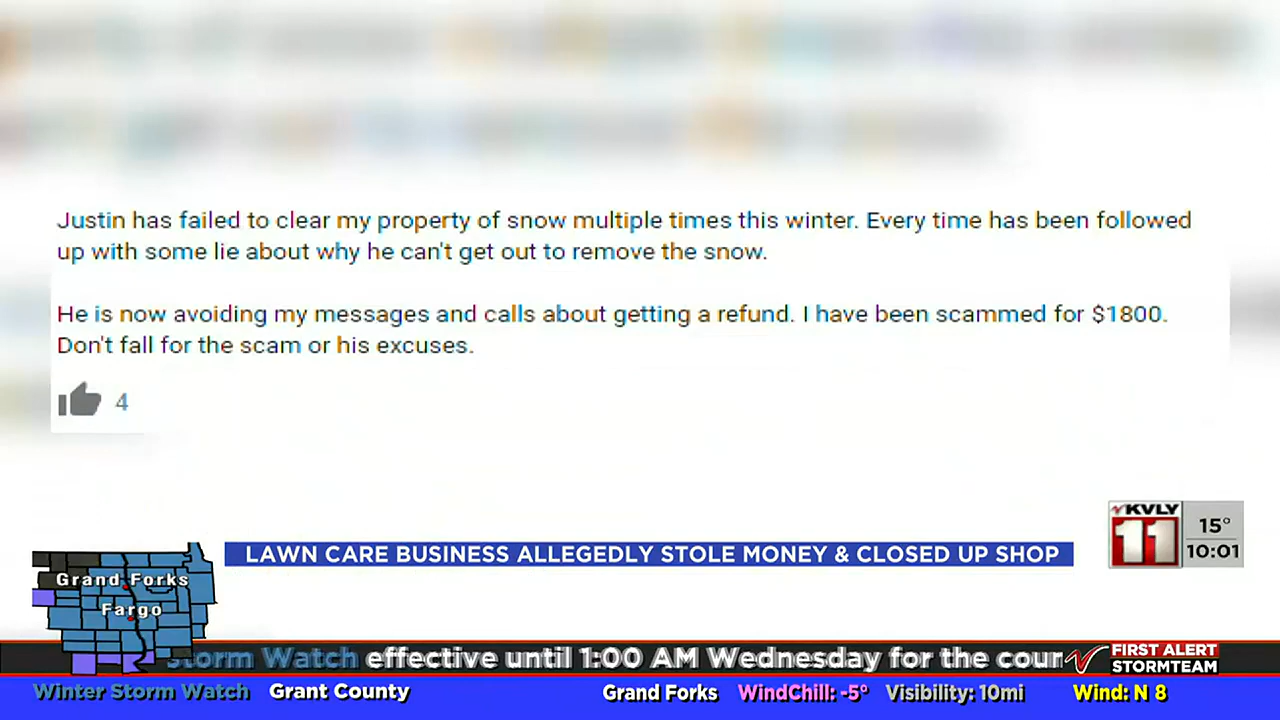 Justin has failed to clear my property of snow multiple times this winter. Every time has been followed
up with some lie about why he can't get out to remove the snow.
He is now avoiding my messages and calls about getting a refund. I have been scammed for $1800.
Don't fall for the scam or his excuses.
4
KVLY
11
15°
10:01
LAWN CARE BUSINESS ALLEGEDLY STOLE MONEY & CLOSED UP SHOP
Grand Forks
Fargo
Storm Watch effective until 1:00 AM Wednesday for the cour
FIRST ALERT
STORMTEAM
Winter Storm Watch Grant County Grand Forks WindChill: -5° Visibility: 10mi Wind: N 8